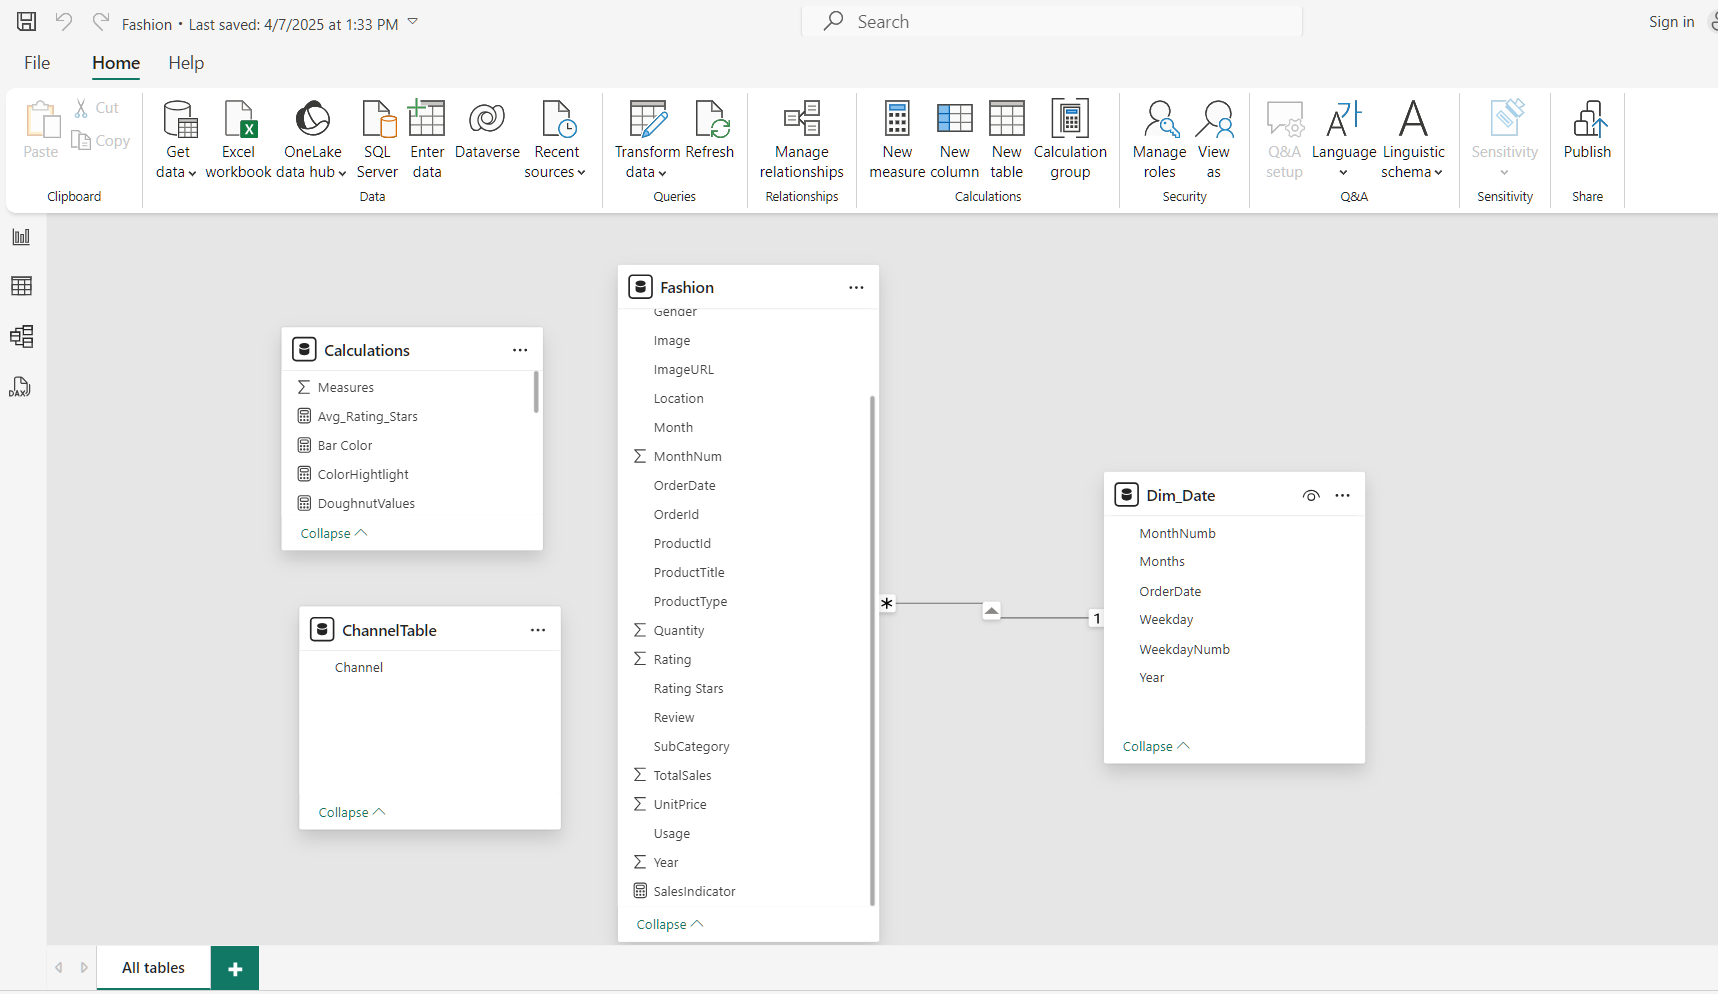 Fashion • Last saved: 4/7/2025 at 1:33 PM
Search
Sign in
File
Home
Help
Paste
Cut
Copy
Clipboard
Get data
Excel workbook
OneLake data hub
SQL Server
Enter data
Dataverse
Recent sources
Data
Transform data
Refresh
Queries
Manage relationships
Relationships
New measure
New column
New table
Calculation group
Calculations
Manage roles
View as
Security
Q&A setup
Language
Linguistic schema
Q&A
Sensitivity
Sensitivity
Publish
Share
DAX
Calculations
Measures
Avg_Rating_Stars
Bar Color
ColorHightlight
DoughnutValues
Collapse
ChannelTable
Channel
Collapse
Fashion
Gender
Image
ImageURL
Location
Month
MonthNum
OrderDate
OrderId
ProductId
ProductTitle
ProductType
Quantity
Rating
Rating Stars
Review
SubCategory
TotalSales
UnitPrice
Usage
Year
SalesIndicator
Collapse
*
1
Dim_Date
MonthNumb
Months
OrderDate
Weekday
WeekdayNumb
Year
Collapse
All tables